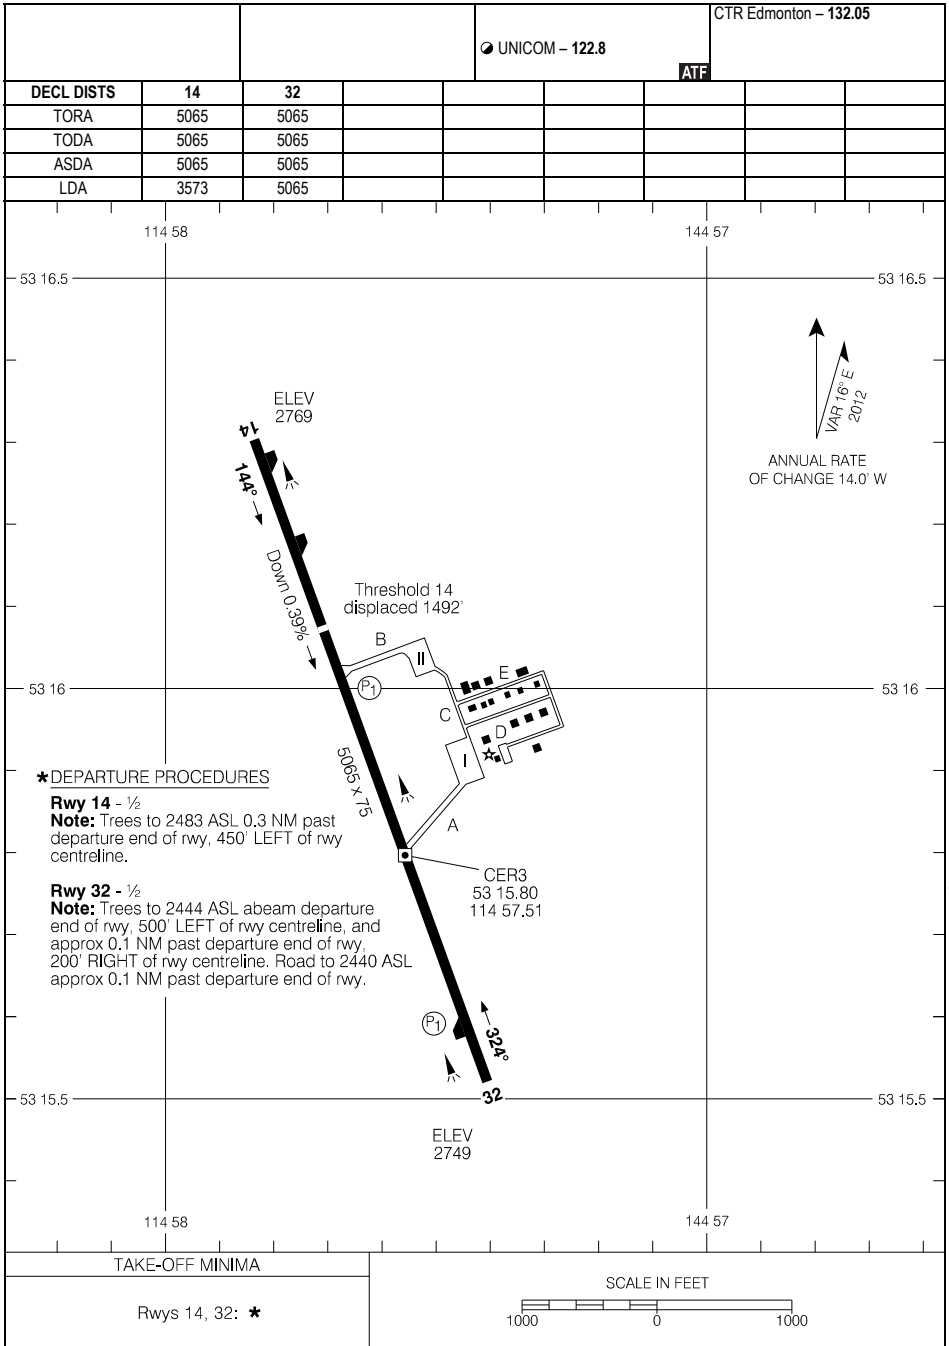 CTR Edmonton – 132.05
UNICOM – 122.8
ATF
DECL DISTS 14 32
TORA 5065 5065
TODA 5065 5065
ASDA 5065 5065
LDA 3573 5065
114 58 144 57
53 16.5 53 16.5
VAR 16° E
2012
ANNUAL RATE
OF CHANGE 14.0' W
ELEV
2769
14
144°
Down 0.39%
Threshold 14
displaced 1492'
B
II
E
53 16 53 16
P1
C
D
I
5065 x 75
A
*DEPARTURE PROCEDURES
Rwy 14 - ½
Note: Trees to 2483 ASL 0.3 NM past
departure end of rwy, 450' LEFT of rwy
centreline.
CER3
53 15.80
114 57.51
Rwy 32 - ½
Note: Trees to 2444 ASL abeam departure
end of rwy, 500' LEFT of rwy centreline, and
approx 0.1 NM past departure end of rwy,
200' RIGHT of rwy centreline. Road to 2440 ASL
approx 0.1 NM past departure end of rwy.
P1
324°
32
53 15.5 53 15.5
ELEV
2749
114 58 144 57
TAKE-OFF MINIMA
Rwys 14, 32: *
SCALE IN FEET
1000 0 1000